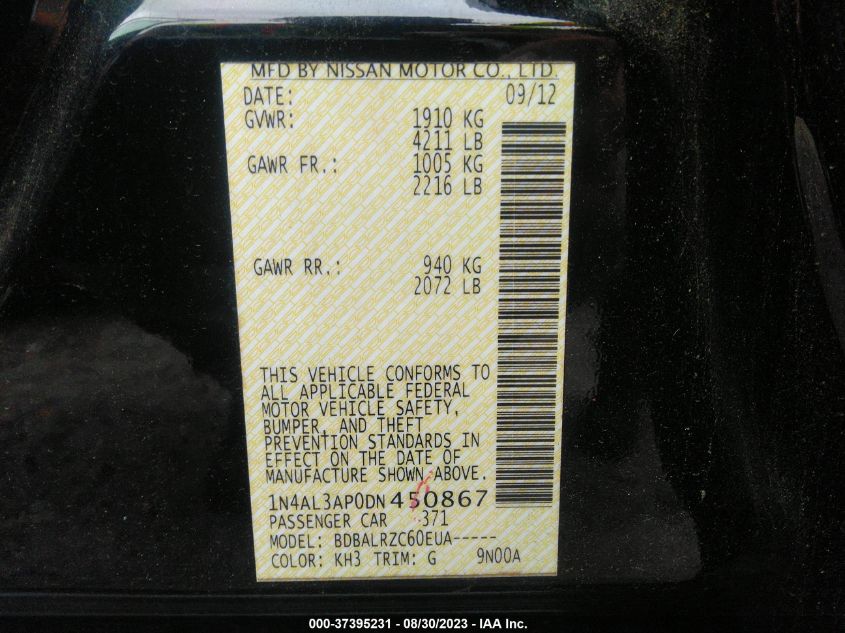 MFD BY NISSAN MOTOR CO., LTD.
DATE: 09/12
GVWR: 1910 KG
4211 LB
GAWR FR.: 1005 KG
2216 LB
GAWR RR.: 940 KG
2072 LB
THIS VEHICLE CONFORMS TO
ALL APPLICABLE FEDERAL
MOTOR VEHICLE SAFETY,
BUMPER, AND THEFT
PREVENTION STANDARDS IN
EFFECT ON THE DATE OF
MANUFACTURE SHOWN ABOVE.
1N4AL3AP0DN450867
PASSENGER CAR 371
MODEL: BDBALRZC60EUA-----
COLOR: KH3 TRIM: G 9N00A
000-37395231 - 08/30/2023 - IAA Inc.